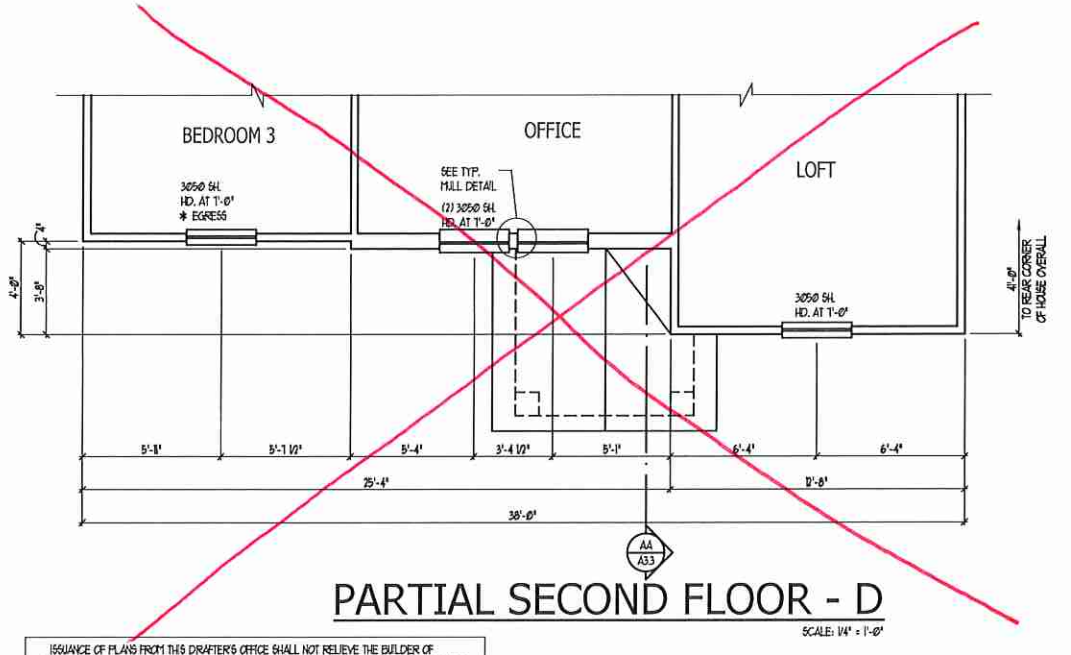 BEDROOM 3
OFFICE
LOFT
3050 SH.
HD. AT 7'-0"
* EGRESS
SEE TYP.
MULL DETAIL
(2) 3050 SH.
HD. AT 7'-0"
3050 SH.
HD. AT 7'-0"
4"
4'-0"
3'-8"
41'-0"
TO REAR CORNER
OF HOUSE OVERALL
5'-11"
5'-7 1/2"
5'-4"
3'-4 1/2"
5'-1"
6'-4"
6'-4"
25'-4"
12'-8"
38'-0"
AA
A3.3
PARTIAL SECOND FLOOR - D
SCALE: 1/4" = 1'-0"
ISSUANCE OF PLANS FROM THIS DRAFTER'S OFFICE SHALL NOT RELIEVE THE BUILDER OF